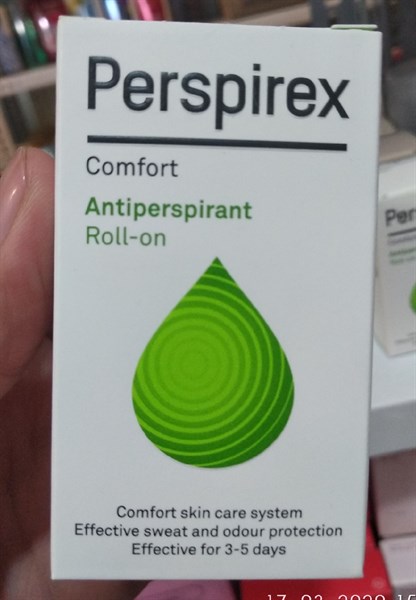 Perspirex
Comfort
Antiperspirant
Roll-on
Comfort skin care system
Effective sweat and odour protection
Effective for 3-5 days
Per